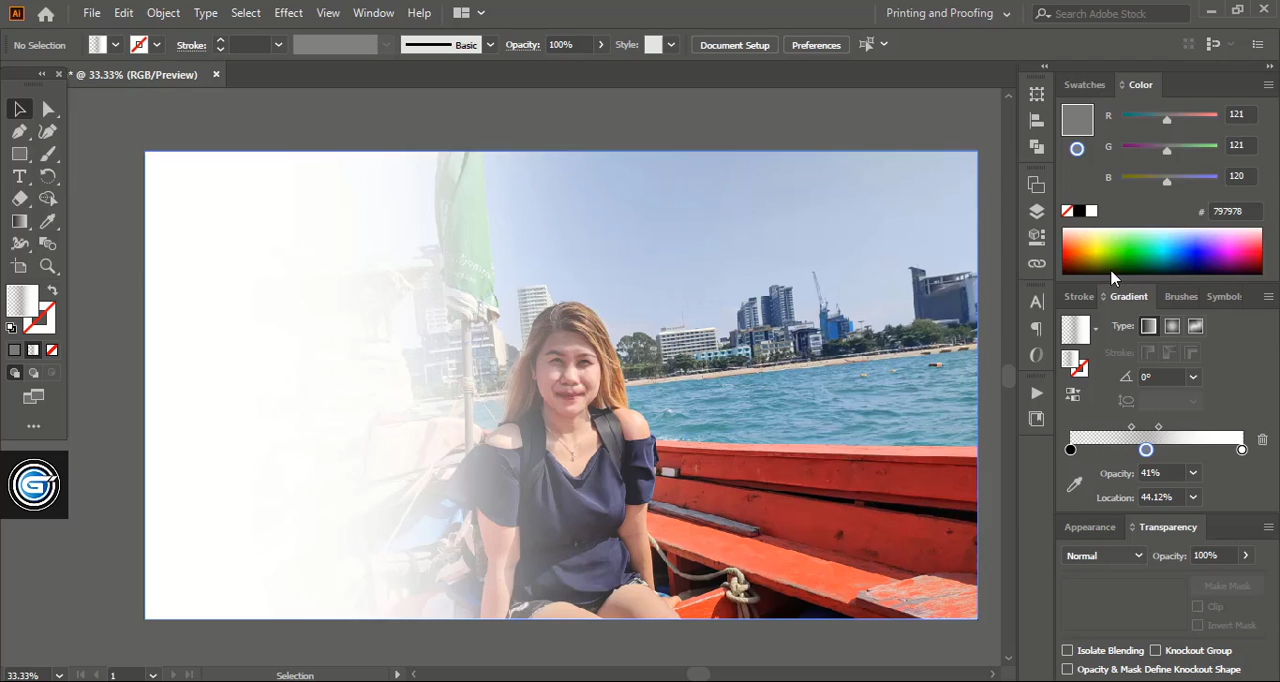 Ai File Edit Object Type Select Effect View Window Help Printing and Proofing Search Adobe Stock
No Selection Stroke: Basic Opacity: 100% Style: Document Setup Preferences
* @ 33.33% (RGB/Preview)
Swatches Color
R 121
G 121
B 120
# 797978
Stroke Gradient Brushes Symbol:
Type:
Stroke:
0°
Opacity: 41%
Location: 44.12%
Appearance Transparency
Normal Opacity: 100%
Make Mask
Clip
Invert Mask
Isolate Blending Knockout Group
Opacity & Mask Define Knockout Shape
33.33% 1 Selection